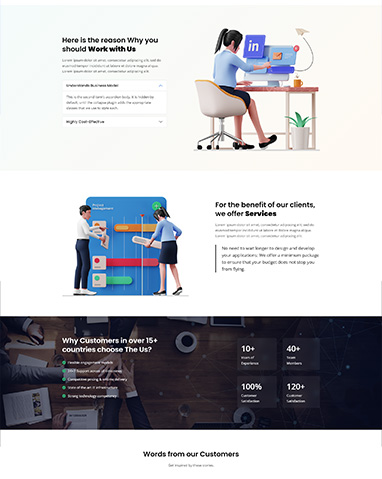 Here is the reason Why you
should Work with Us
Lorem ipsum dolor sit amet, consectetur adipiscing elit, sed do
eiusmod tempor incididunt ut labore et dolore magna aliqua.
Lorem ipsum dolor sit amet, consectetur adipiscing elit
Understands Business Model
This is the second item's accordion body. It is hidden by
default, until the collapse plugin adds the appropriate
classes that we use to style each
Highly Cost-Effective
in
For the benefit of our clients,
we offer Services
Lorem ipsum dolor sit amet, consectetur adipiscing elit, sed do
eiusmod tempor incididunt ut labore et dolore magna aliqua.
Lorem ipsum dolor sit amet, consectetur adipiscing elit
No need to wait longer to design and develop
your applications. We offer a minimum package
to ensure that your budget does not stop you
from flying.
Project
Management
Why Customers in over 15+
countries choose The Us?
Flexible engagement models
24x7 Support across all
Competitive pricing & on-time delivery
State of the art IT infrastructure
Strong technology competency
10+
Years of
Experience
40+
Team
Members
100%
Customer
Satisfaction
120+
Customer
Satisfaction
Words from our Customers
Get inspired by these stories.